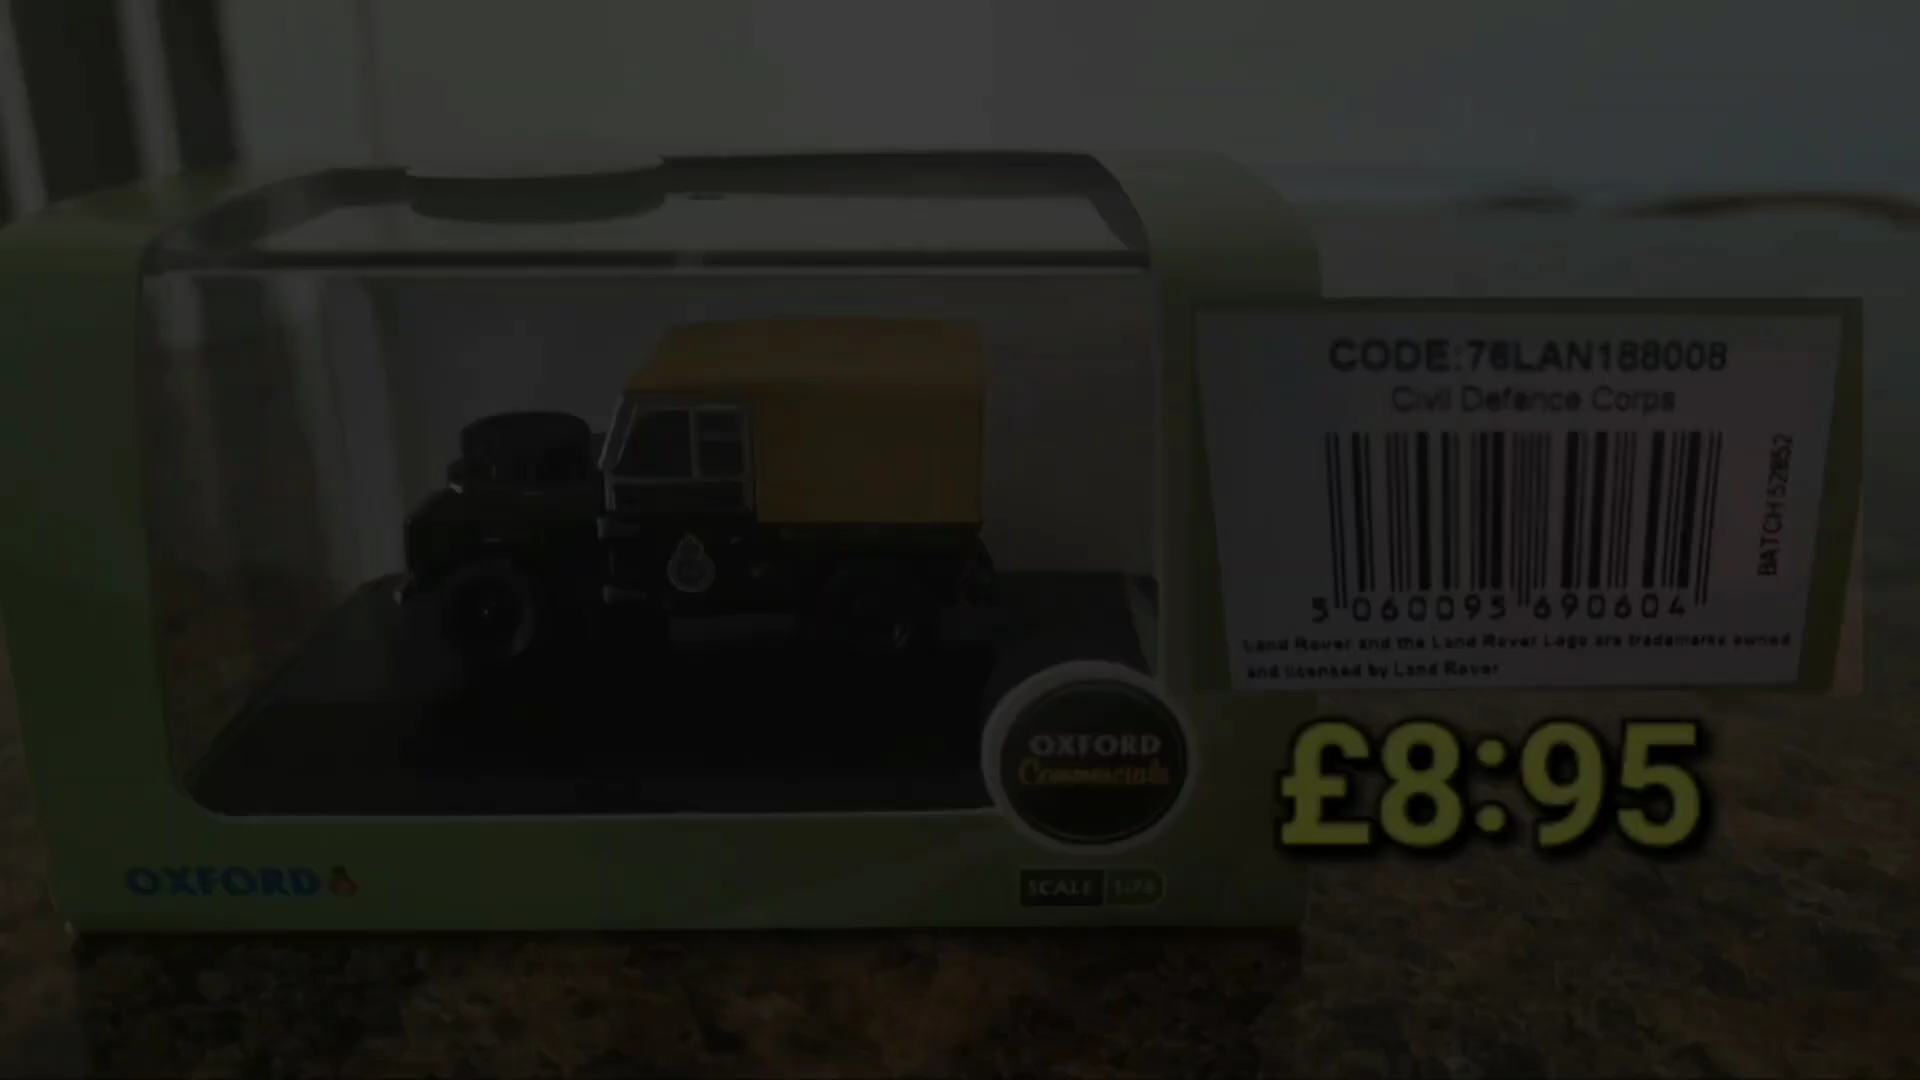 CODE:76LAN188008
Civil Defence Corps
BATCH 52852
5 060095 690604
Land Rover and the Land Rover Logo are trademarks owned
and licensed by Land Rover
£8:95
OXFORD
Commercials
OXFORD
SCALE 1:76